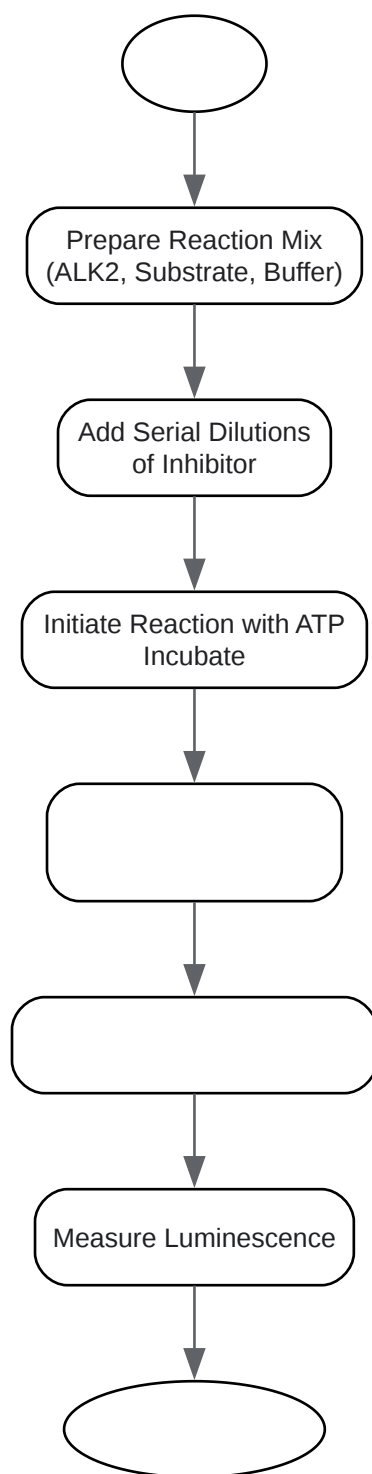 Prepare Reaction Mix
(ALK2, Substrate, Buffer)
Add Serial Dilutions
of Inhibitor
Initiate Reaction with ATP
Incubate
Measure Luminescence